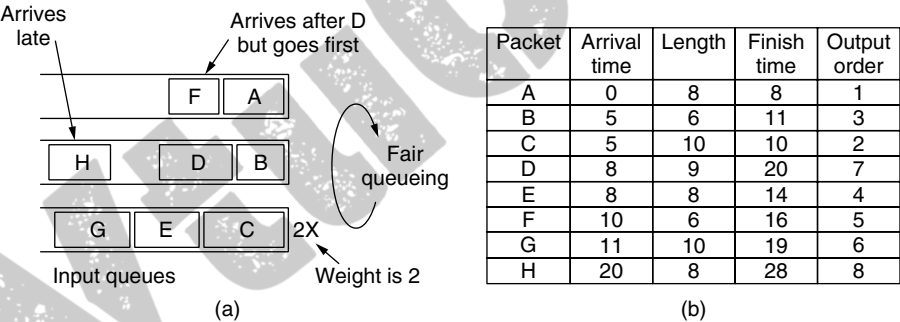 Arrives
late
Arrives after D
but goes first
F A
H D B
G E C 2X
Fair
queueing
Input queues
Weight is 2
(a)
Packet Arrival time Length Finish time Output order
A 0 8 8 1
B 5 6 11 3
C 5 10 10 2
D 8 9 20 7
E 8 8 14 4
F 10 6 16 5
G 11 10 19 6
H 20 8 28 8
(b)